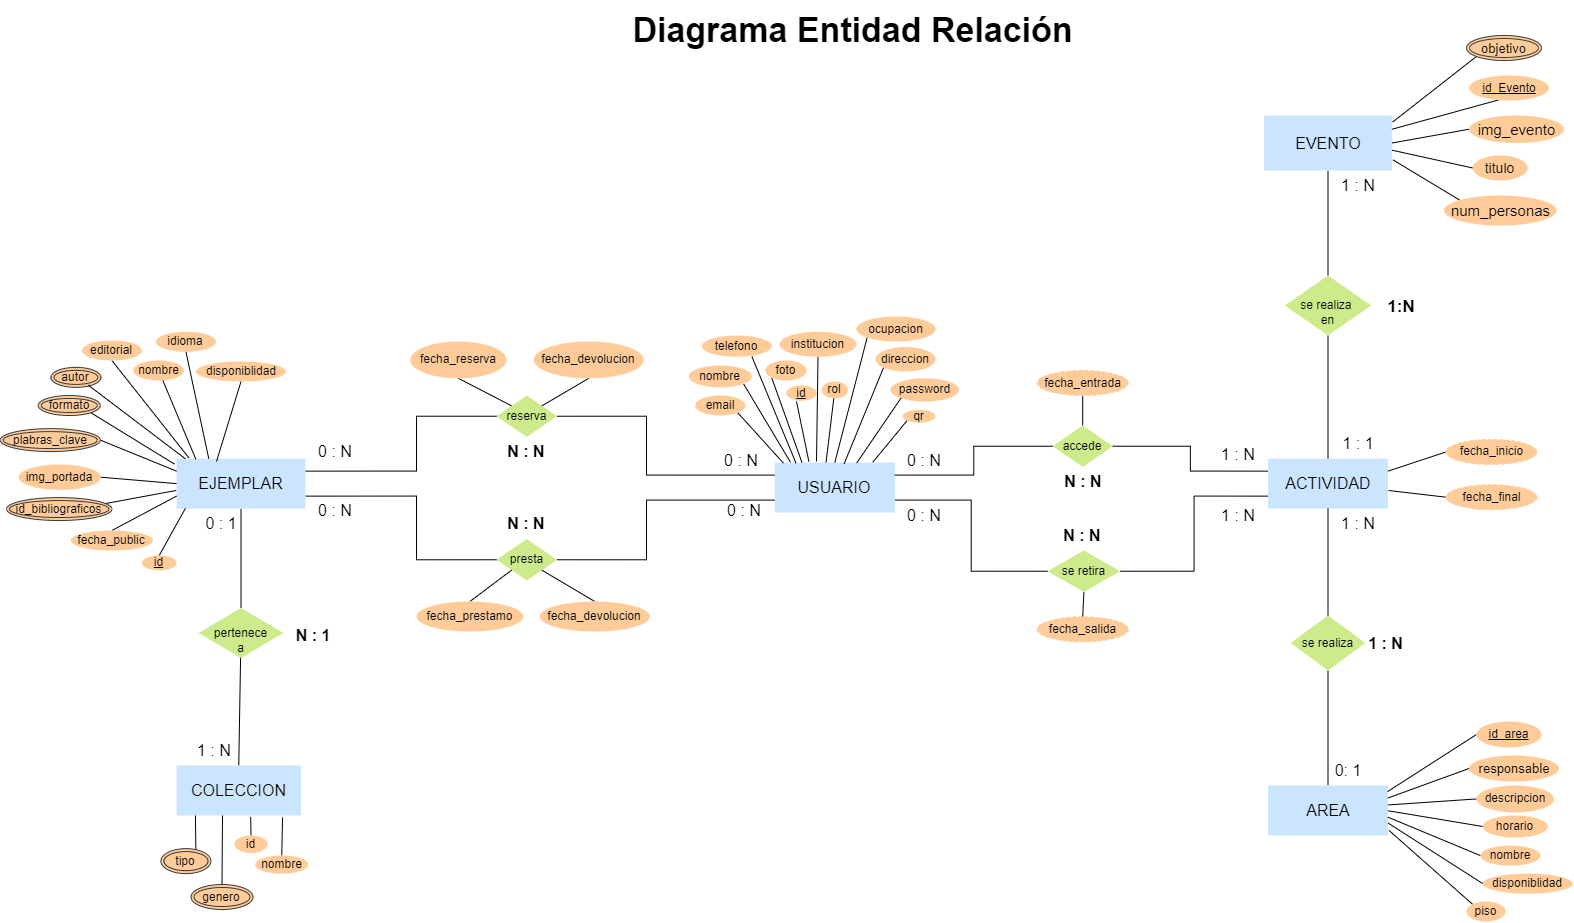 Diagrama Entidad Relación
objetivo
id_Evento
img_evento
titulo
num_personas
EVENTO
1 : N
se realiza
en
1:N
1 : 1
idioma
editorial
nombre
disponiblidad
autor
formato
plabras_clave
img_portada
id_bibliograficos
fecha_public
id
EJEMPLAR
0 : N
0 : N
0 : 1
fecha_reserva
fecha_devolucion
reserva
N : N
N : N
presta
fecha_prestamo
fecha_devolucion
telefono
institucion
ocupacion
nombre
foto
direccion
email
id
rol
password
qr
0 : N
0 : N
USUARIO
0 : N
0 : N
fecha_entrada
accede
N : N
N : N
se retira
fecha_salida
1 : N
1 : N
ACTIVIDAD
fecha_inicio
fecha_final
1 : N
se realiza
1 : N
0: 1
AREA
id_area
responsable
descripcion
horario
nombre
disponiblidad
piso
pertenece
a
N : 1
1 : N
COLECCION
tipo
id
nombre
genero